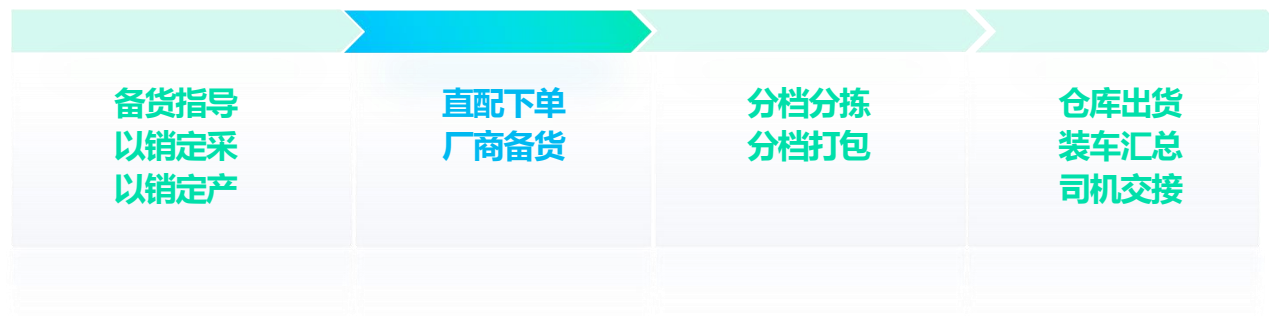 备货指导
以销定采
以销定产
直配下单
厂商备货
分档分拣
分档打包
仓库出货
装车汇总
司机交接